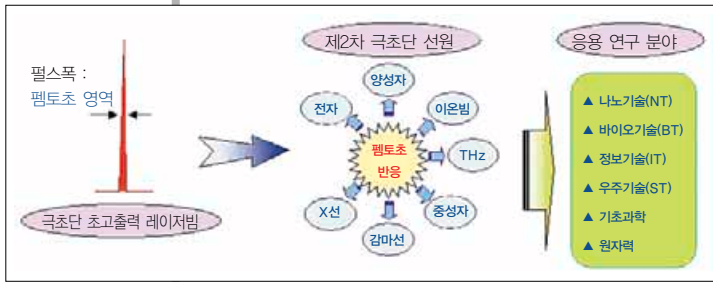 펄스폭 :
펨토초 영역
극초단 초고출력 레이저빔
제2차 극초단 선원
양성자
전자
이온빔
펨토초
반응
THz
X선
중성자
감마선
응용 연구 분야
▲ 나노기술(NT)
▲ 바이오기술(BT)
▲ 정보기술(IT)
▲ 우주기술(ST)
▲ 기초과학
▲ 원자력